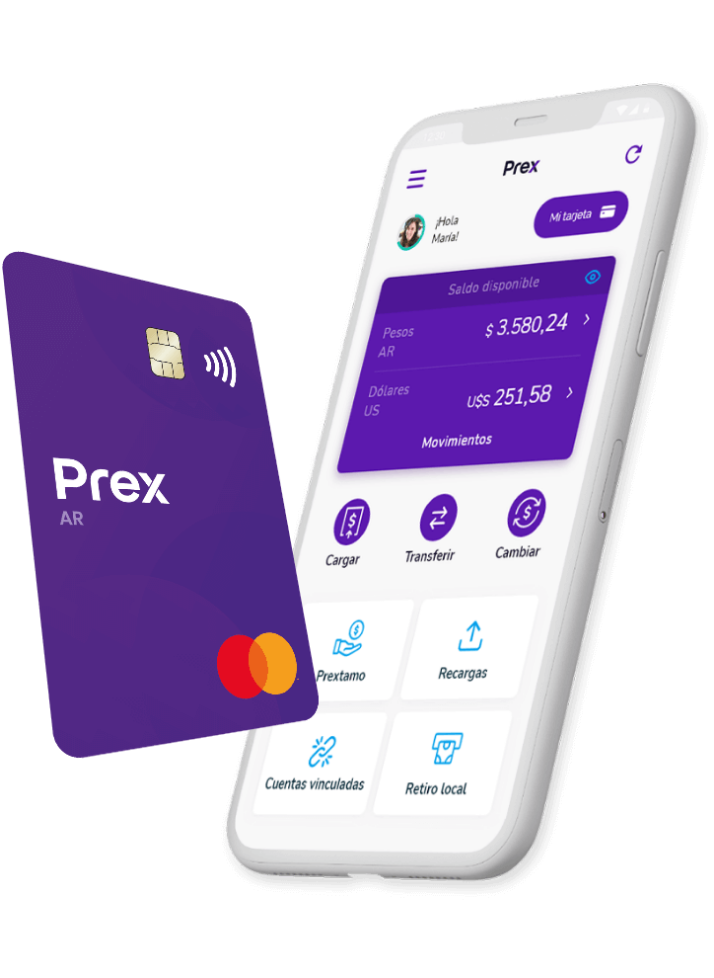 Prex
¡Hola
María!
Mi tarjeta
Saldo disponible
Pesos
AR
$ 3.580,24
Dólares
US
U$S 251,58
Movimientos
Cargar
Transferir
Cambiar
Prextamo
Recargas
Cuentas vinculadas
Retiro local
Prex
AR